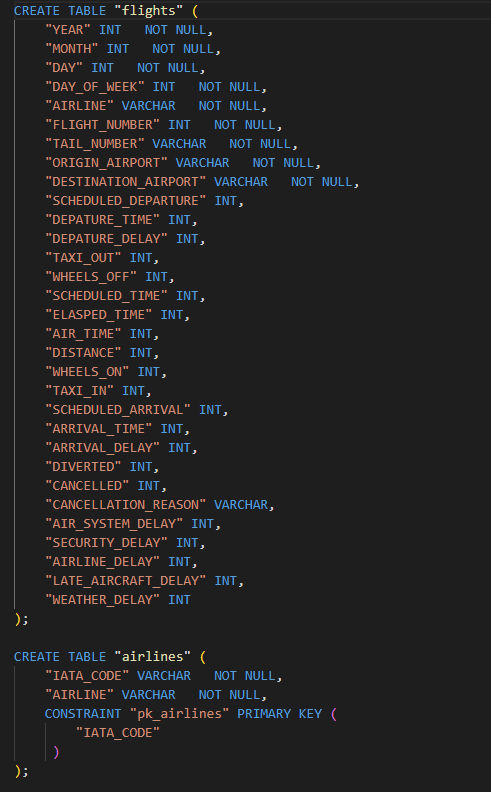 CREATE TABLE "flights" (
"YEAR" INT NOT NULL,
"MONTH" INT NOT NULL,
"DAY" INT NOT NULL,
"DAY_OF_WEEK" INT NOT NULL,
"AIRLINE" VARCHAR NOT NULL,
"FLIGHT_NUMBER" INT NOT NULL,
"TAIL_NUMBER" VARCHAR NOT NULL,
"ORIGIN_AIRPORT" VARCHAR NOT NULL,
"DESTINATION_AIRPORT" VARCHAR NOT NULL,
"SCHEDULED_DEPARTURE" INT,
"DEPATURE_TIME" INT,
"DEPATURE_DELAY" INT,
"TAXI_OUT" INT,
"WHEELS_OFF" INT,
"SCHEDULED_TIME" INT,
"ELASPED_TIME" INT,
"AIR_TIME" INT,
"DISTANCE" INT,
"WHEELS_ON" INT,
"TAXI_IN" INT,
"SCHEDULED_ARRIVAL" INT,
"ARRIVAL_TIME" INT,
"ARRIVAL_DELAY" INT,
"DIVERTED" INT,
"CANCELLED" INT,
"CANCELLATION_REASON" VARCHAR,
"AIR_SYSTEM_DELAY" INT,
"SECURITY_DELAY" INT,
"AIRLINE_DELAY" INT,
"LATE_AIRCRAFT_DELAY" INT,
"WEATHER_DELAY" INT
);
CREATE TABLE "airlines" (
"IATA_CODE" VARCHAR NOT NULL,
"AIRLINE" VARCHAR NOT NULL,
CONSTRAINT "pk_airlines" PRIMARY KEY (
"IATA_CODE"
)
);